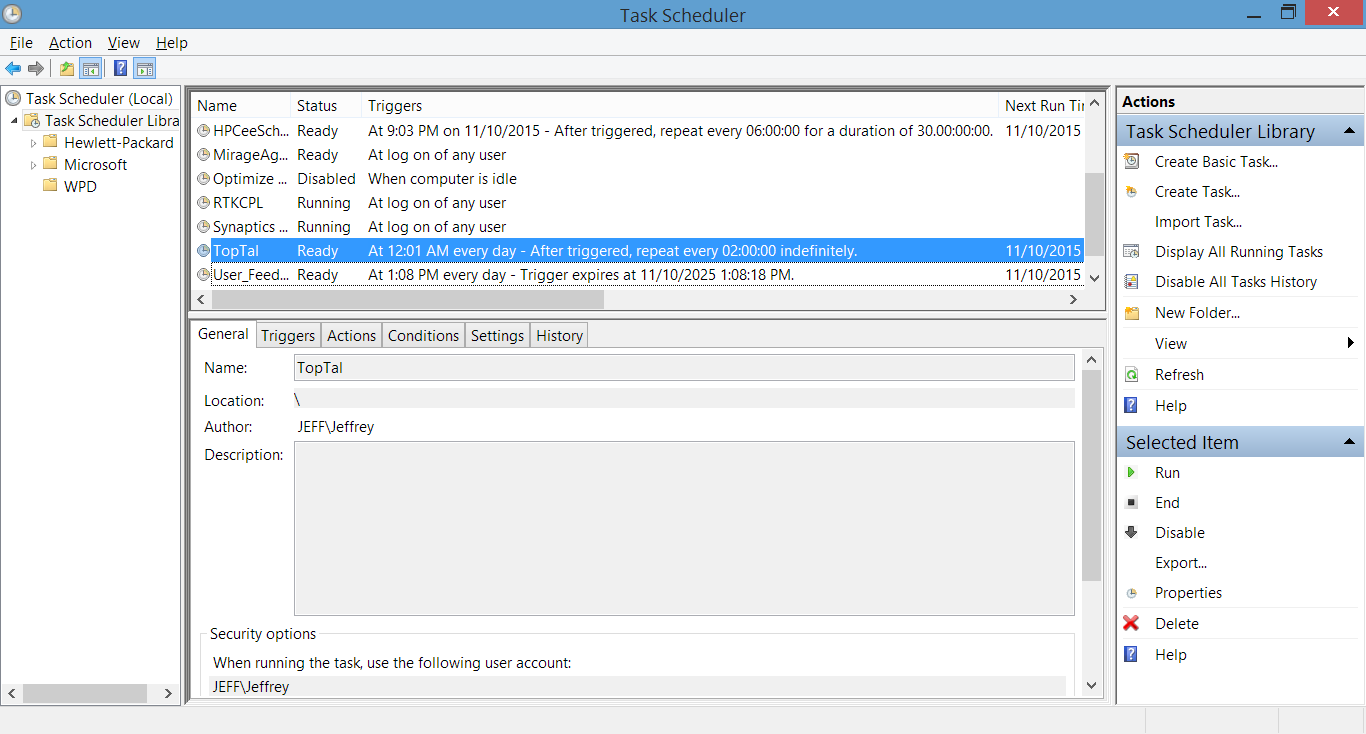 Task Scheduler
File Action View Help
Task Scheduler (Local)
Task Scheduler Libra
Hewlett-Packard
Microsoft
WPD
Name Status Triggers Next Run Tir
HPCeeSch... Ready At 9:03 PM on 11/10/2015 - After triggered, repeat every 06:00:00 for a duration of 30.00:00:00. 11/10/2015
MirageAg... Ready At log on of any user
Optimize ... Disabled When computer is idle
RTKCPL Running At log on of any user
Synaptics ... Running At log on of any user
TopTal Ready At 12:01 AM every day - After triggered, repeat every 02:00:00 indefinitely. 11/10/2015
User_Feed... Ready At 1:08 PM every day - Trigger expires at 11/10/2025 1:08:18 PM. 11/10/2015
General Triggers Actions Conditions Settings History
Name: TopTal
Location: \
Author: JEFF\Jeffrey
Description:
Security options
When running the task, use the following user account:
JEFF\Jeffrey
Actions
Task Scheduler Library
Create Basic Task...
Create Task...
Import Task...
Display All Running Tasks
Disable All Tasks History
New Folder...
View
Refresh
Help
Selected Item
Run
End
Disable
Export...
Properties
Delete
Help